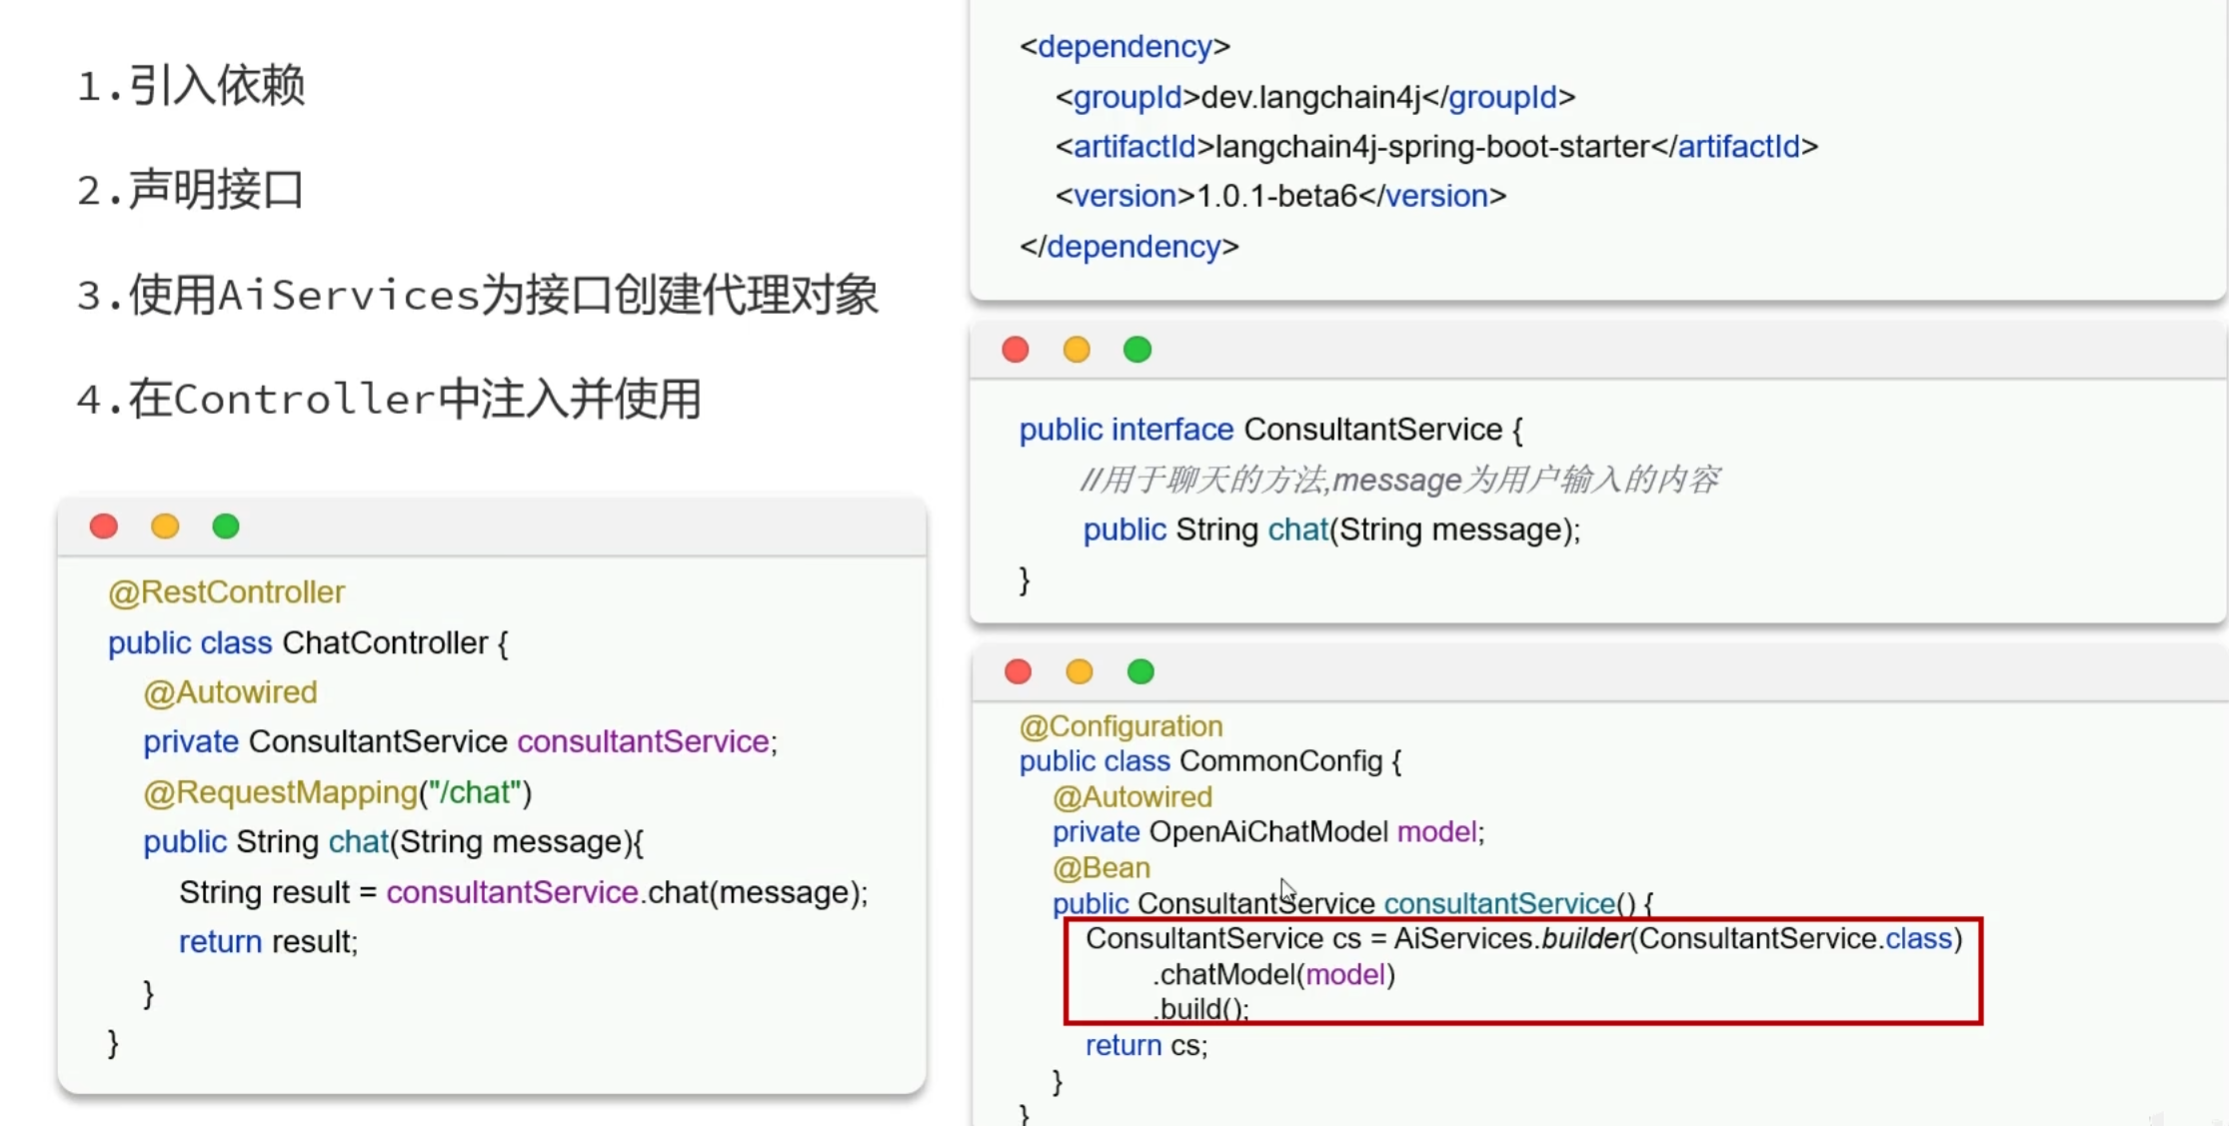 1.引入依赖
2.声明接口
3.使用AiServices为接口创建代理对象
4.在Controller中注入并使用
@RestController
public class ChatController {
@Autowired
private ConsultantService consultantService;
@RequestMapping("/chat")
public String chat(String message){
String result = consultantService.chat(message);
return result;
}
}
<dependency>
<groupId>dev.langchain4j</groupId>
<artifactId>langchain4j-spring-boot-starter</artifactId>
<version>1.0.1-beta6</version>
</dependency>
public interface ConsultantService {
//用于聊天的方法,message为用户输入的内容
public String chat(String message);
}
@Configuration
public class CommonConfig {
@Autowired
private OpenAiChatModel model;
@Bean
public ConsultantService consultantService() {
ConsultantService cs = AiServices.builder(ConsultantService.class)
.chatModel(model)
.build();
return cs;
}
}